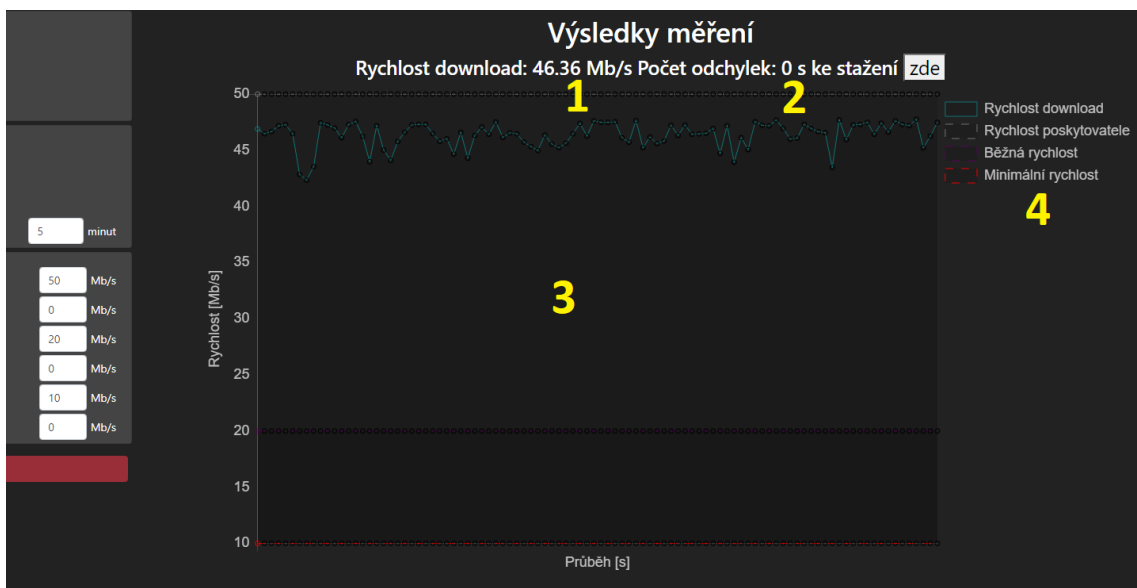 Výsledky měření
Rychlost download: 46.36 Mb/s Počet odchylek: 0 s ke stažení zde
1
2
50
45
40
35
30
25
20
15
10
Rychlost [Mb/s]
3
Průběh [s]
Rychlost download
Rychlost poskytovatele
Běžná rychlost
Minimální rychlost
4
5 minut
50 Mb/s
0 Mb/s
20 Mb/s
0 Mb/s
10 Mb/s
0 Mb/s